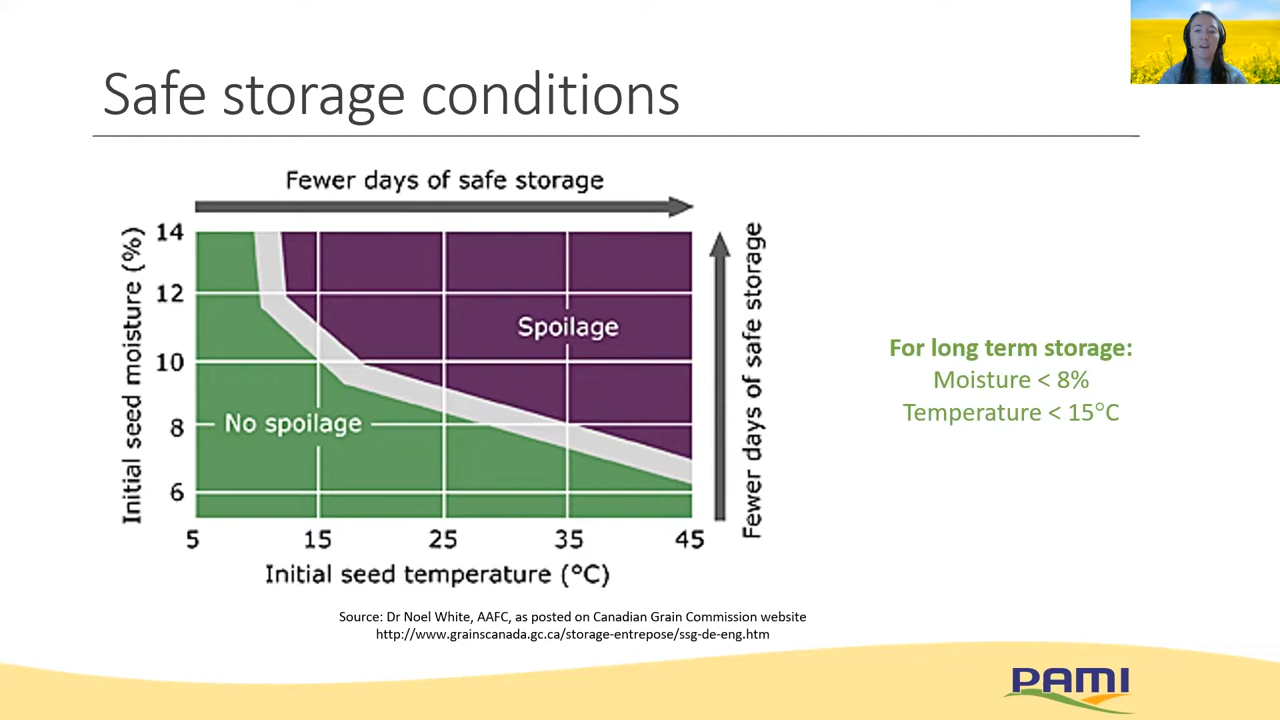 Safe storage conditions
Fewer days of safe storage
Initial seed moisture (%)
14
12
10
8
6
Spoilage
No spoilage
5 15 25 35 45
Initial seed temperature (°C)
Fewer days of safe storage
For long term storage:
Moisture < 8%
Temperature < 15°C
Source: Dr Noel White, AAFC, as posted on Canadian Grain Commission website
http://www.grainscanada.gc.ca/storage-entrepose/ssg-de-eng.htm
PAMI